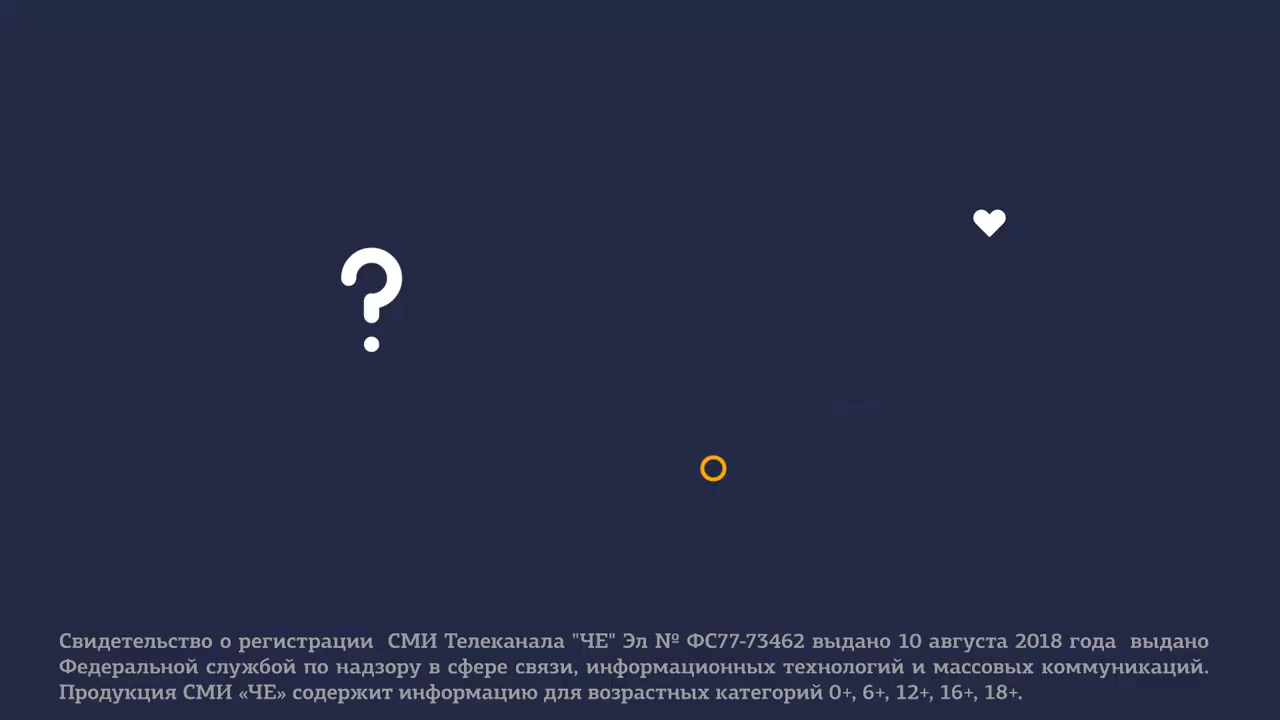 ?
Свидетельство о регистрации СМИ Телеканала "ЧЕ" Эл № ФС77-73462 выдано 10 августа 2018 года выдано
Федеральной службой по надзору в сфере связи, информационных технологий и массовых коммуникаций.
Продукция СМИ «ЧЕ» содержит информацию для возрастных категорий 0+, 6+, 12+, 16+, 18+.